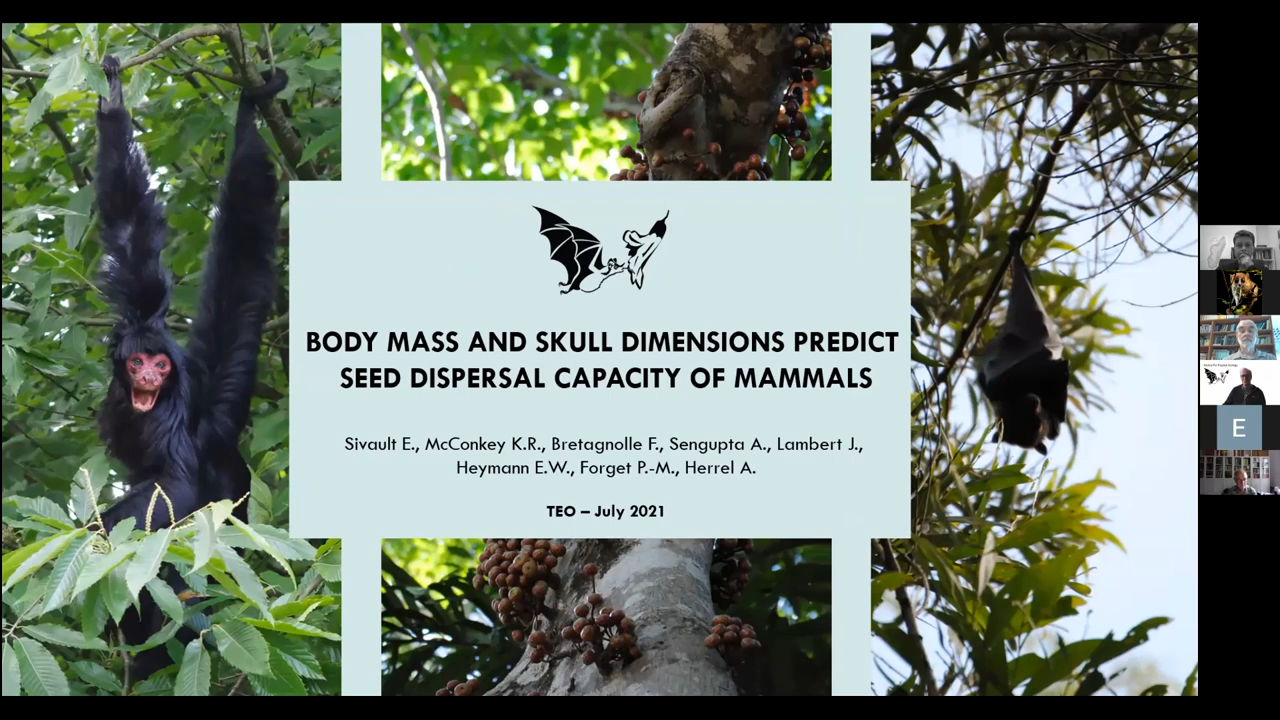 BODY MASS AND SKULL DIMENSIONS PREDICT
SEED DISPERSAL CAPACITY OF MAMMALS
Sivault E., McConkey K.R., Bretagnolle F., Sengupta A., Lambert J.,
Heymann E.W., Forget P.-M., Herrel A.
TEO – July 2021
E